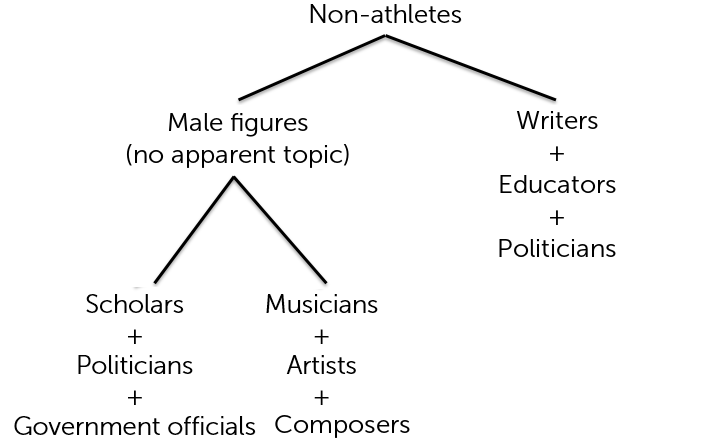 Non-athletes
Male figures
(no apparent topic)
Writers
+
Educators
+
Politicians
Scholars
+
Politicians
+
Government officials
Musicians
+
Artists
+
Composers